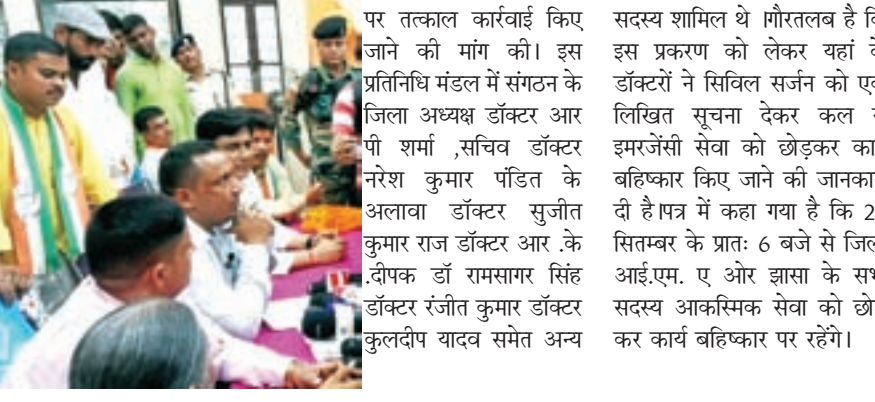 पर तत्काल कार्रवाई किए
जाने की मांग की। इस
प्रतिनिधि मंडल में संगठन के
जिला अध्यक्ष डॉक्टर आर
पी शर्मा ,सचिव डॉक्टर
नरेश कुमार पंडित के
अलावा डॉक्टर सुजीत
कुमार राज डॉक्टर आर .के
.दीपक डॉ रामसागर सिंह
डॉक्टर रंजीत कुमार डॉक्टर
कुलदीप यादव समेत अन्य
सदस्य शामिल थे ।गौरतलब है
इस प्रकरण को लेकर यहां
डॉक्टरों ने सिविल सर्जन को
लिखित सूचना देकर कल
इमरजेंसी सेवा को छोड़कर
बहिष्कार किए जाने की
दी है।पत्र में कहा गया है कि
सितम्बर के प्रातः 6 बजे से
आई.एम. ए ओर झासा के
सदस्य आकस्मिक सेवा को
कर कार्य बहिष्कार पर रहेंगे।